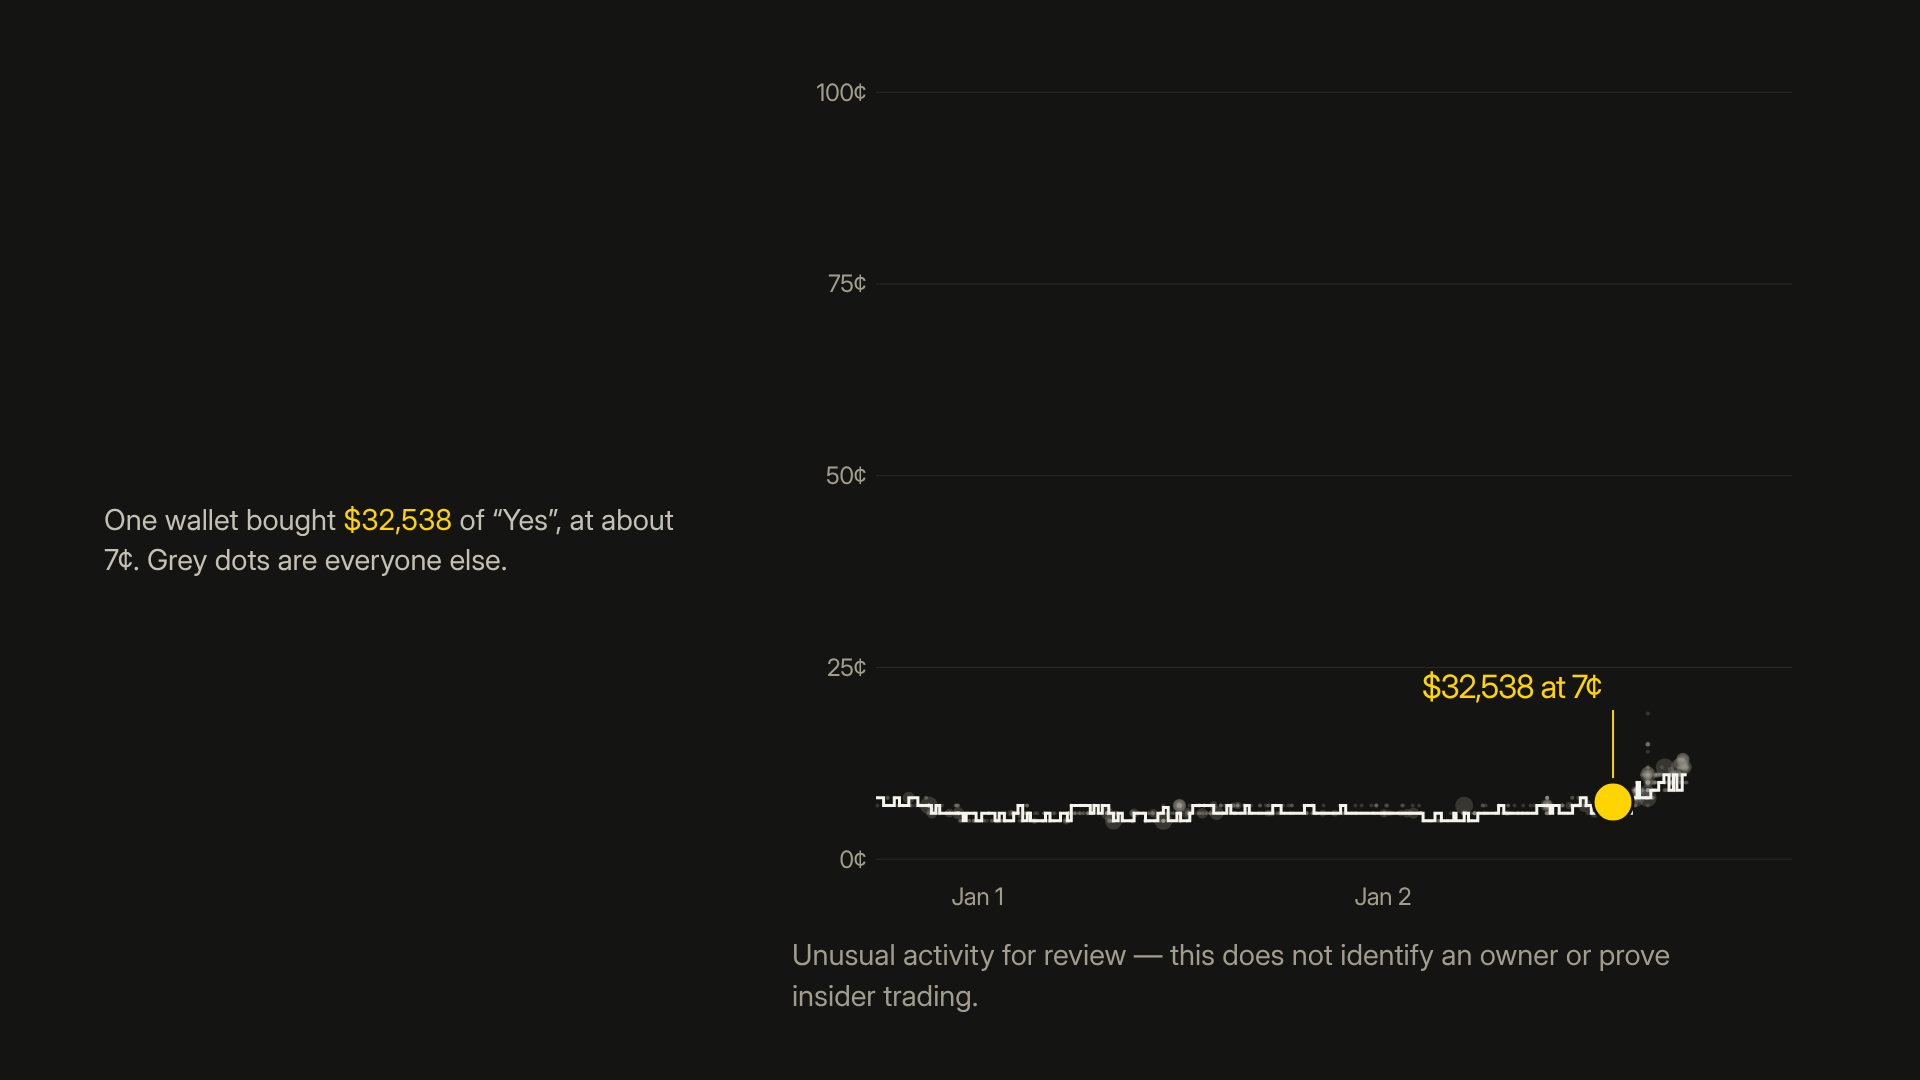 One wallet bought $32,538 of “Yes”, at about
7¢. Grey dots are everyone else.
100¢
75¢
50¢
25¢
$32,538 at 7¢
0¢
Jan 1
Jan 2
Unusual activity for review — this does not identify an owner or prove
insider trading.